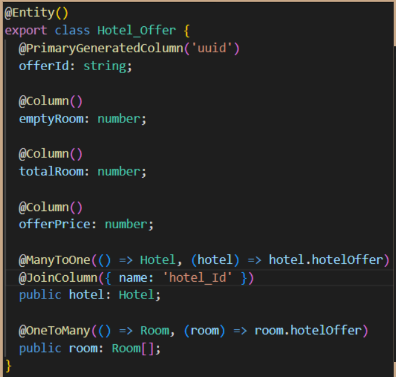 @Entity()
export class Hotel_Offer {
@PrimaryGeneratedColumn('uuid')
offerId: string;
@Column()
emptyRoom: number;
@Column()
totalRoom: number;
@Column()
offerPrice: number;
@ManyToOne(() => Hotel, (hotel) => hotel.hotelOffer)
@JoinColumn({ name: 'hotel_Id' })
public hotel: Hotel;
@OneToMany(() => Room, (room) => room.hotelOffer)
public room: Room[];
}